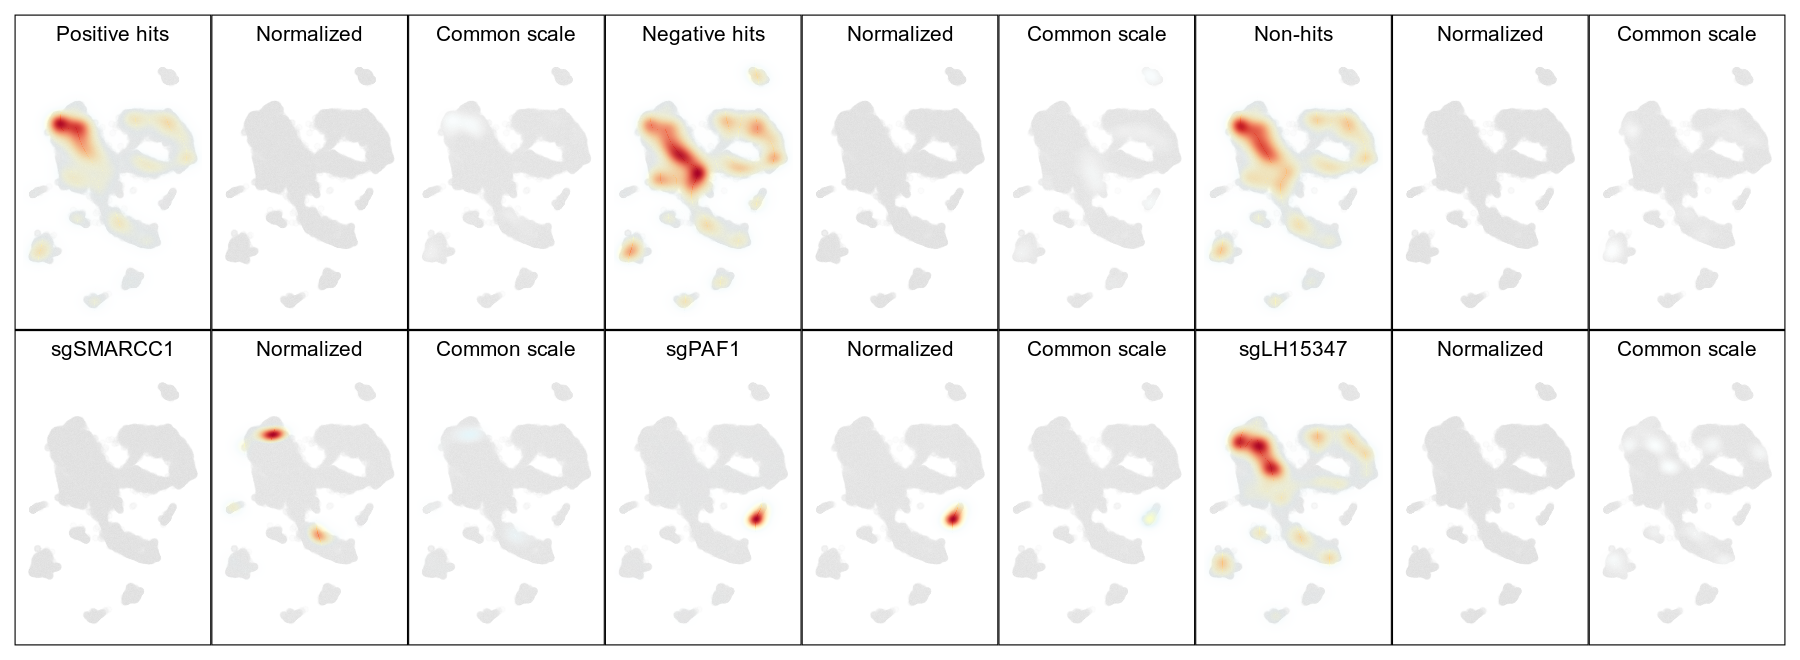 Positive hits
Normalized
Common scale
Negative hits
Normalized
Common scale
Non-hits
Normalized
Common scale
sgSMARCC1
Normalized
Common scale
sgPAF1
Normalized
Common scale
sgLH15347
Normalized
Common scale